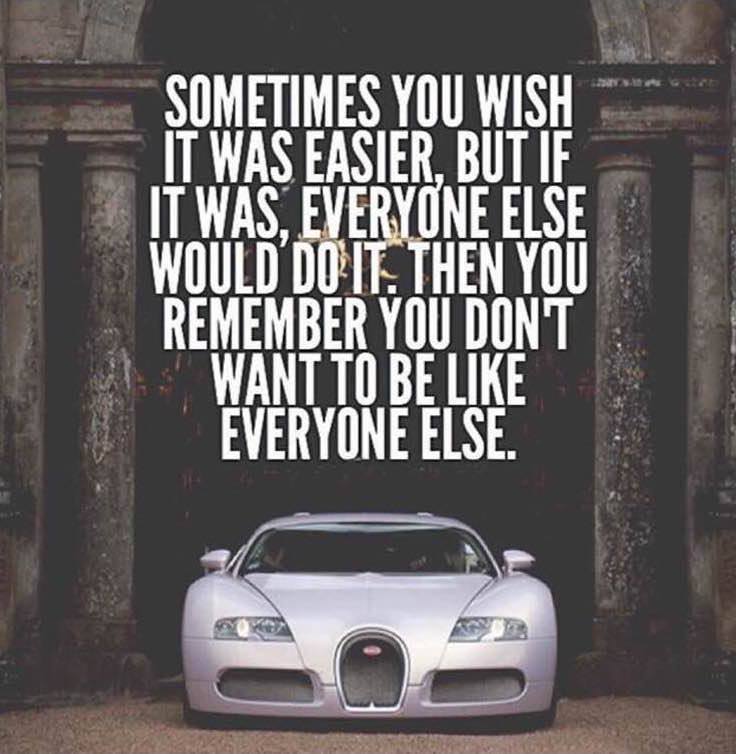 SOMETIMES YOU WISH
IT WAS EASIER, BUT IF
IT WAS, EVERYONE ELSE
WOULD DO IT. THEN YOU
REMEMBER YOU DON'T
WANT TO BE LIKE
EVERYONE ELSE.